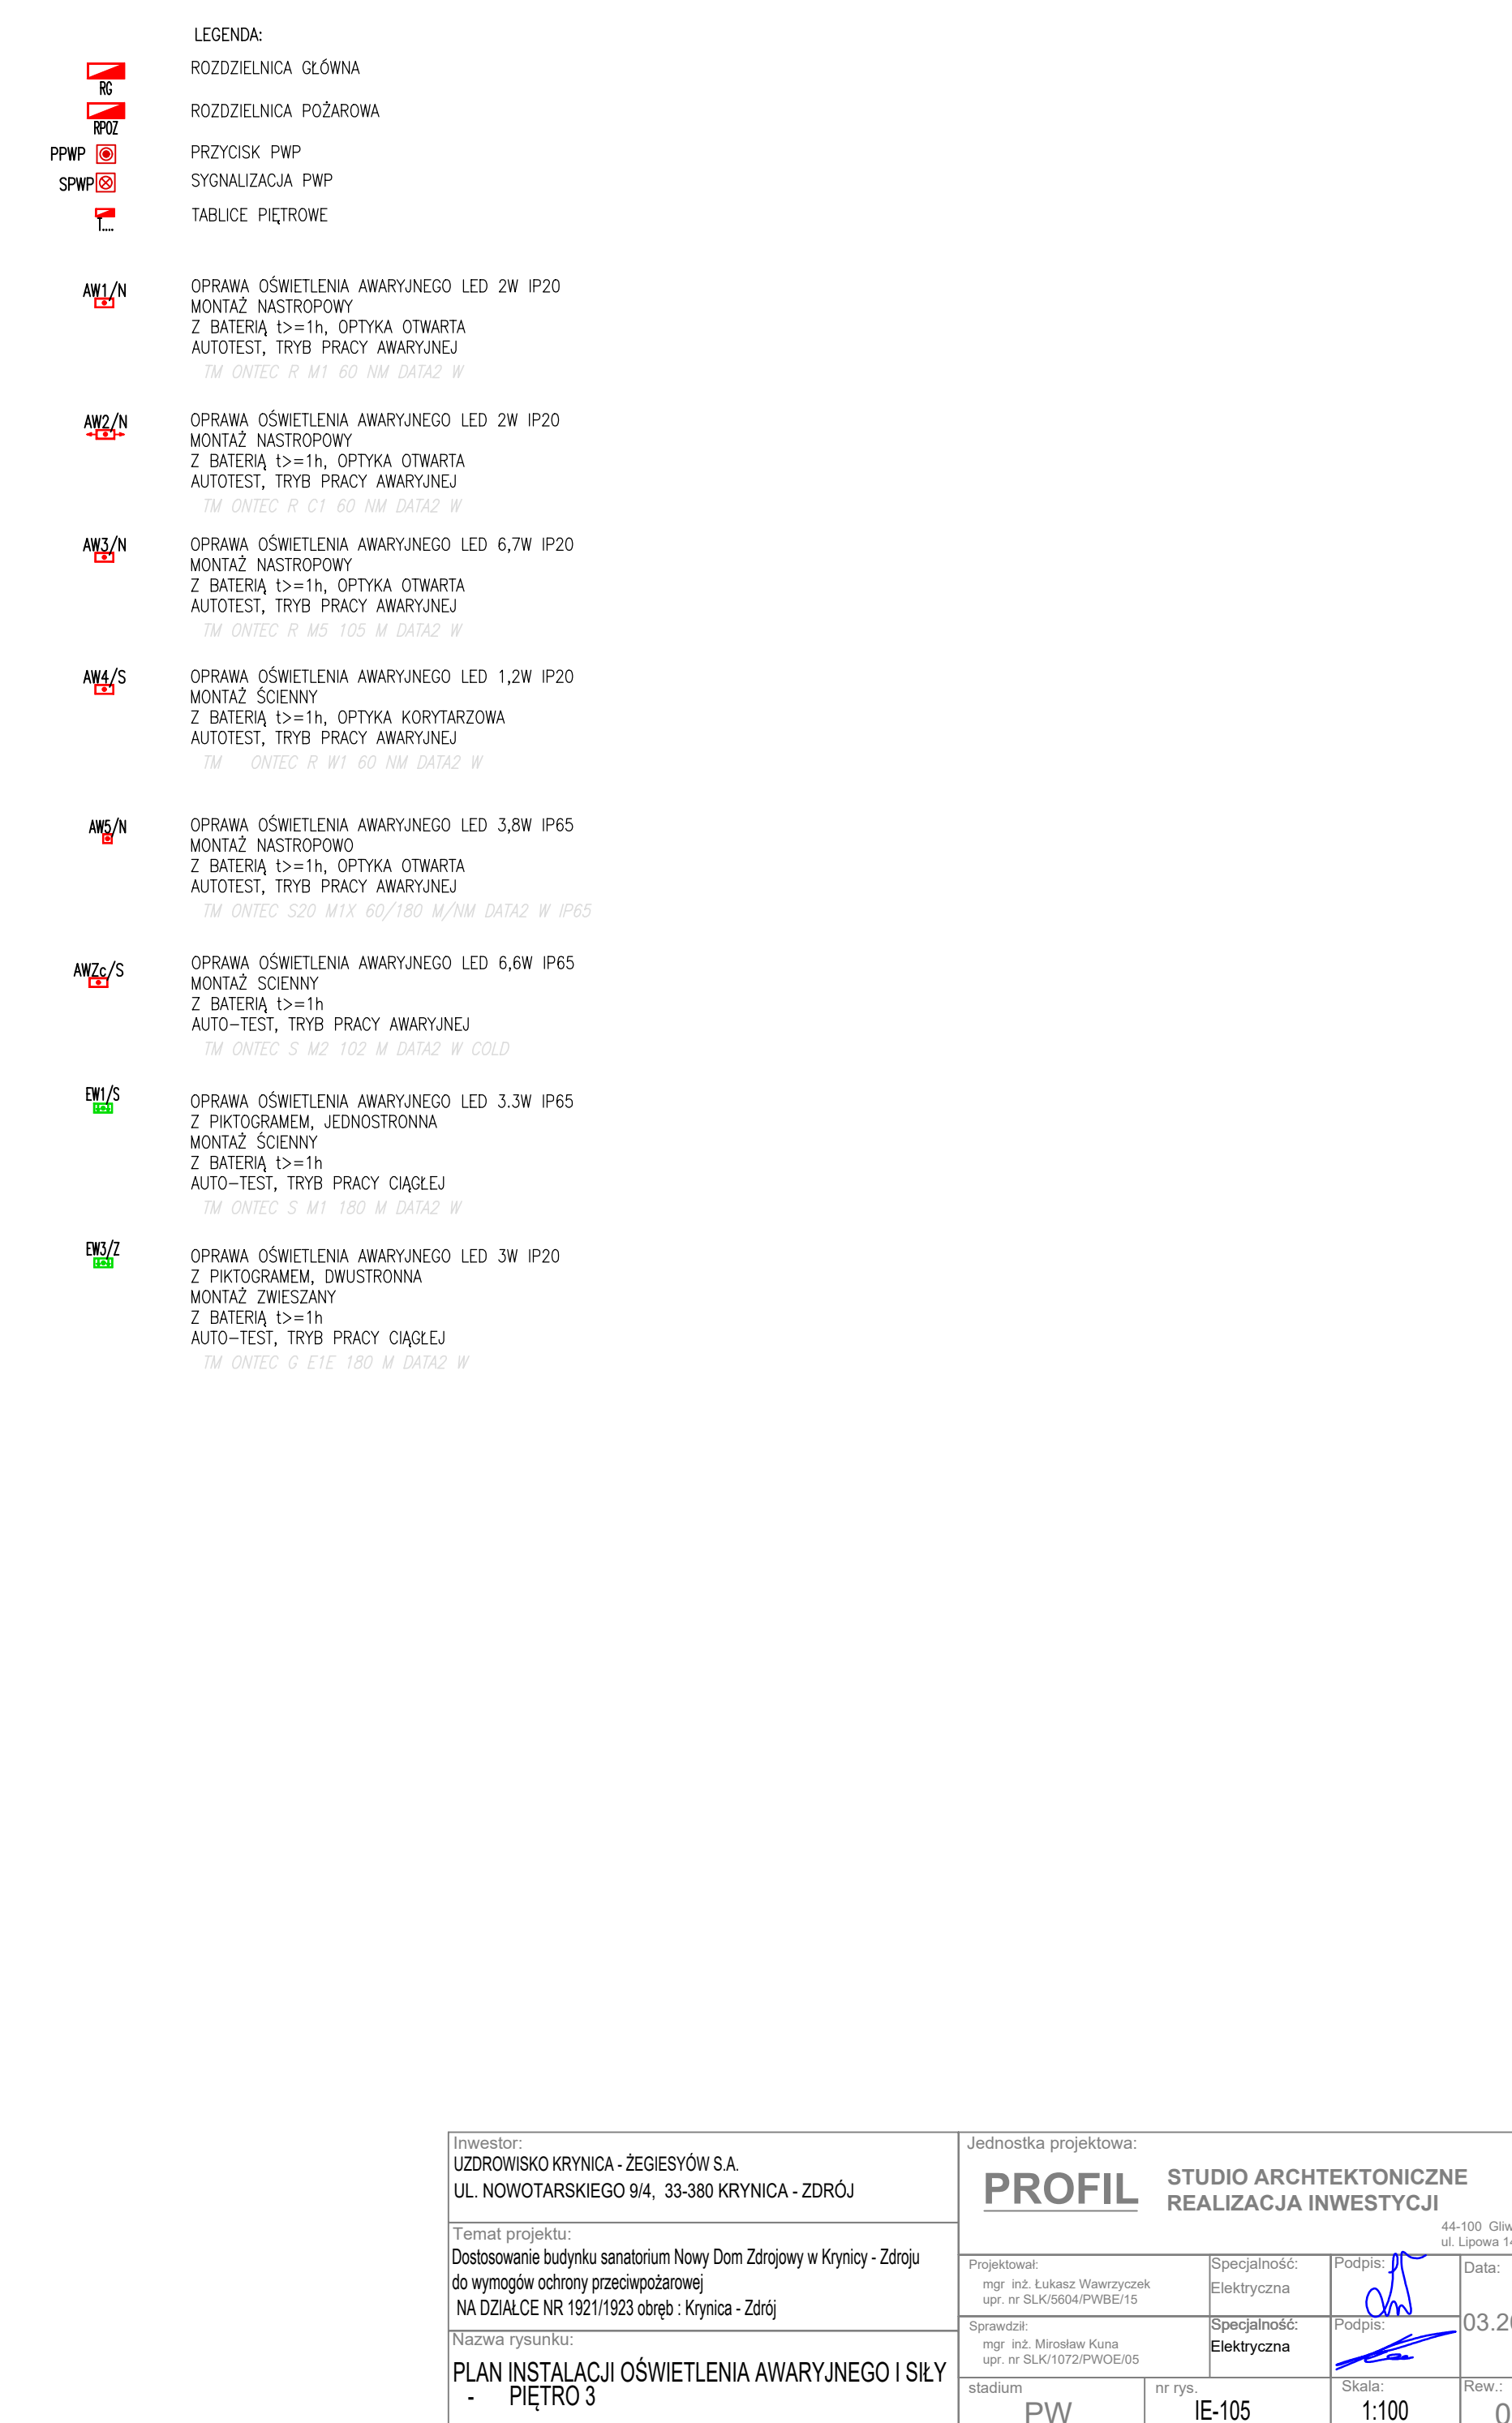 LEGENDA:
RG
ROZDZIELNICA GŁÓWNA
RPOZ
ROZDZIELNICA POŻAROWA
PPWP
PRZYCISK PWP
SPWP
SYGNALIZACJA PWP
T....
TABLICE PIĘTROWE
AW1/N
OPRAWA OŚWIETLENIA AWARYJNEGO LED 2W IP20
MONTAŻ NASTROPOWY
Z BATERIĄ t>=1h, OPTYKA OTWARTA
AUTOTEST, TRYB PRACY AWARYJNEJ
TM ONTEC R M1 60 NM DATA2 W
AW2/N
OPRAWA OŚWIETLENIA AWARYJNEGO LED 2W IP20
MONTAŻ NASTROPOWY
Z BATERIĄ t>=1h, OPTYKA OTWARTA
AUTOTEST, TRYB PRACY AWARYJNEJ
TM ONTEC R C1 60 NM DATA2 W
AW3/N
OPRAWA OŚWIETLENIA AWARYJNEGO LED 6,7W IP20
MONTAŻ NASTROPOWY
Z BATERIĄ t>=1h, OPTYKA OTWARTA
AUTOTEST, TRYB PRACY AWARYJNEJ
TM ONTEC R M5 105 M DATA2 W
AW4/S
OPRAWA OŚWIETLENIA AWARYJNEGO LED 1,2W IP20
MONTAŻ ŚCIENNY
Z BATERIĄ t>=1h, OPTYKA KORYTARZOWA
AUTOTEST, TRYB PRACY AWARYJNEJ
TM ONTEC R W1 60 NM DATA2 W
AW5/N
OPRAWA OŚWIETLENIA AWARYJNEGO LED 3,8W IP65
MONTAŻ NASTROPOWO
Z BATERIĄ t>=1h, OPTYKA OTWARTA
AUTOTEST, TRYB PRACY AWARYJNEJ
TM ONTEC S20 M1X 60/180 M/NM DATA2 W IP65
AWZc/S
OPRAWA OŚWIETLENIA AWARYJNEGO LED 6,6W IP65
MONTAŻ SCIENNY
Z BATERIĄ t>=1h
AUTO-TEST, TRYB PRACY AWARYJNEJ
TM ONTEC S M2 102 M DATA2 W COLD
EW1/S
OPRAWA OŚWIETLENIA AWARYJNEGO LED 3.3W IP65
Z PIKTOGRAMEM, JEDNOSTRONNA
MONTAŻ ŚCIENNY
Z BATERIĄ t>=1h
AUTO-TEST, TRYB PRACY CIĄGŁEJ
TM ONTEC S M1 180 M DATA2 W
EW3/Z
OPRAWA OŚWIETLENIA AWARYJNEGO LED 3W IP20
Z PIKTOGRAMEM, DWUSTRONNA
MONTAŻ ZWIESZANY
Z BATERIĄ t>=1h
AUTO-TEST, TRYB PRACY CIĄGŁEJ
TM ONTEC G E1E 180 M DATA2 W
Inwestor:
UZDROWISKO KRYNICA - ŻEGIESYÓW S.A.
UL. NOWOTARSKIEGO 9/4, 33-380 KRYNICA - ZDRÓJ
Temat projektu:
Dostosowanie budynku sanatorium Nowy Dom Zdrojowy w Krynicy - Zdroju
do wymogów ochrony przeciwpożarowej
NA DZIAŁCE NR 1921/1923 obręb : Krynica - Zdrój
Nazwa rysunku:
PLAN INSTALACJI OŚWIETLENIA AWARYJNEGO I SIŁY
- PIĘTRO 3
Jednostka projektowa:
PROFIL
STUDIO ARCHTEKTONICZNE
REALIZACJA INWESTYCJI
44-100 Gliw
ul. Lipowa 14
Projektował:
mgr inż. Łukasz Wawrzyczek
upr. nr SLK/5604/PWBE/15
Specjalność:
Elektryczna
Podpis:
Data:
03.20
Sprawdził:
mgr inż. Mirosław Kuna
upr. nr SLK/1072/PWOE/05
Specjalność:
Elektryczna
Podpis:
stadium
PW
nr rys.
IE-105
Skala:
1:100
Rew.:
0